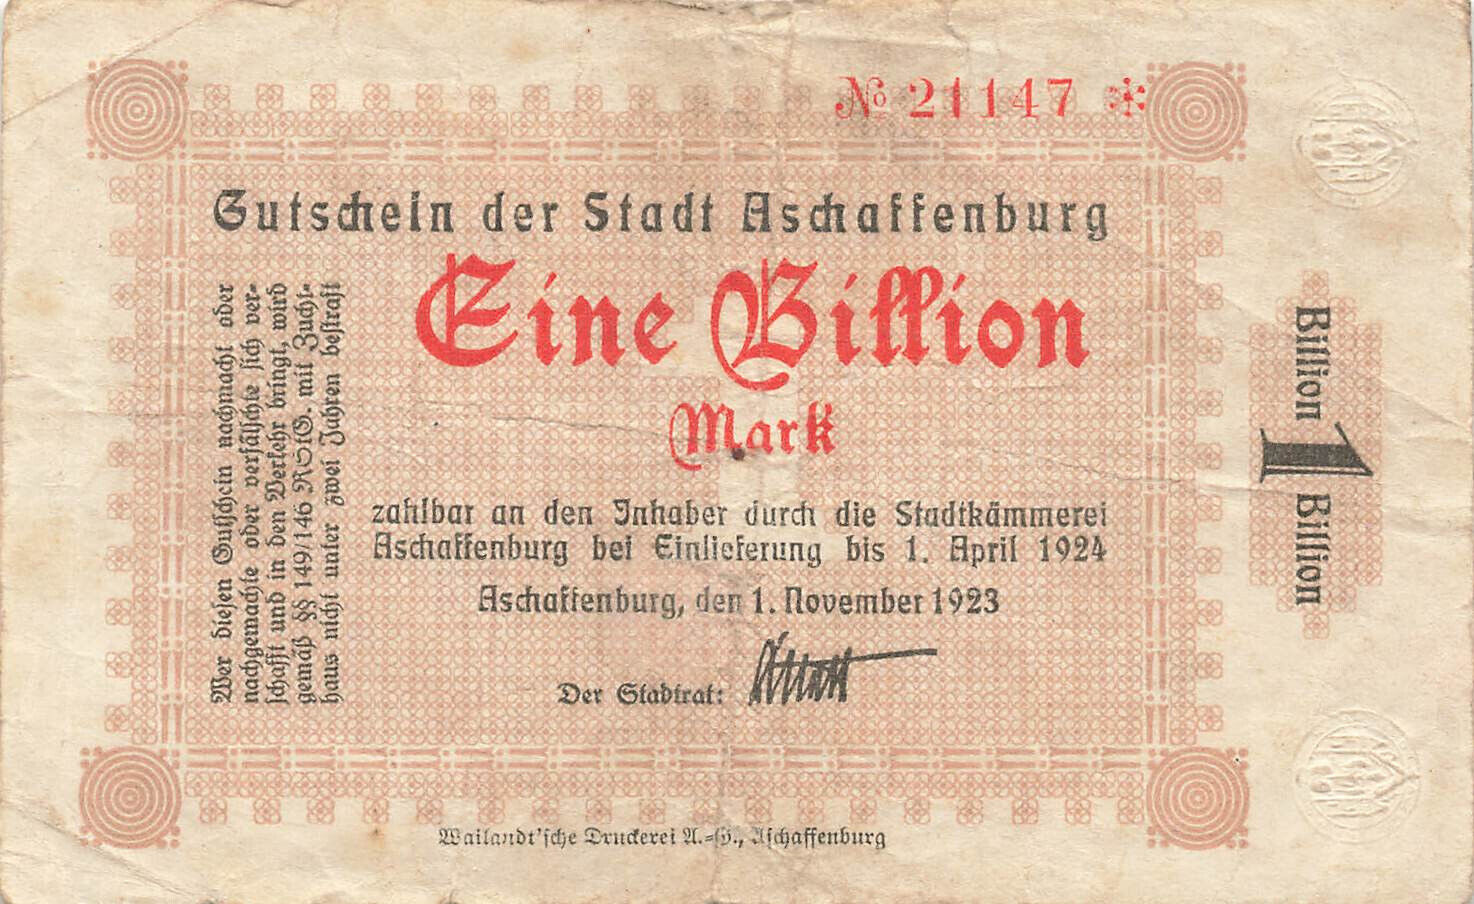 № 21147 *
Gutschein der Stadt Aschaffenburg
Eine Billion
Mark
zahlbar an den Inhaber durch die Stadtkämmerei
Aschaffenburg bei Einlieferung bis 1. April 1924
Aschaffenburg, den 1. November 1923
Der Stadtrat:
Wer diesen Gutschein nachmacht oder
nachgemachte oder verfälschte sich ver-
schafft und in den Verkehr bringt, wird
gemäß §§ 149/146 RStG. mit Zucht-
haus nicht unter zwei Jahren bestraft
Billion 1 Billion
Wailandt'sche Druckerei A.-G., Aschaffenburg